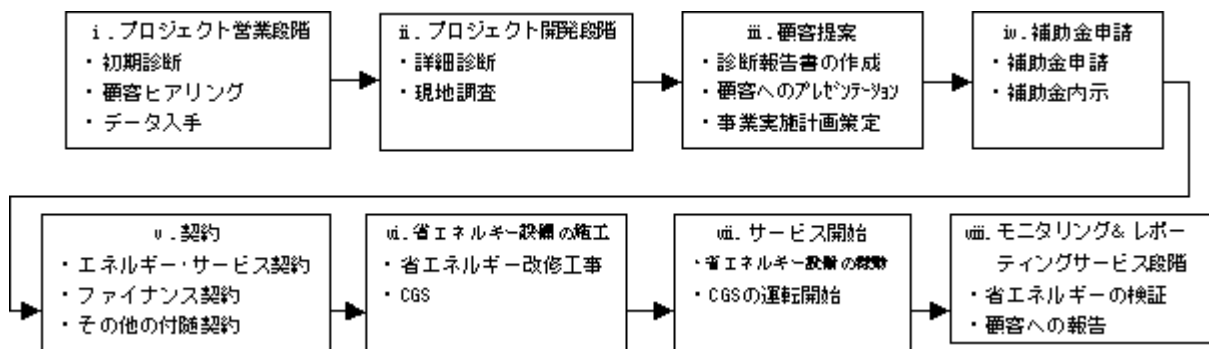 ⅰ.プロジェクト営業段階
・初期診断
・顧客ヒアリング
・データ入手
ⅱ.プロジェクト開発段階
・詳細診断
・現地調査
ⅲ.顧客提案
・診断報告書の作成
・顧客へのプレゼンテーション
・事業実施計画策定
ⅳ.補助金申請
・補助金申請
・補助金内示
ⅴ.契約
・エネルギー・サービス契約
・ファイナンス契約
・その他の付随契約
ⅵ.省エネルギー設備の施工
・省エネルギー改修工事
・CGS
ⅶ.サービス開始
・省エネルギー設備の稼動
・CGSの運転開始
ⅷ.モニタリング&レポー
ティングサービス段階
・省エネルギーの検証
・顧客への報告